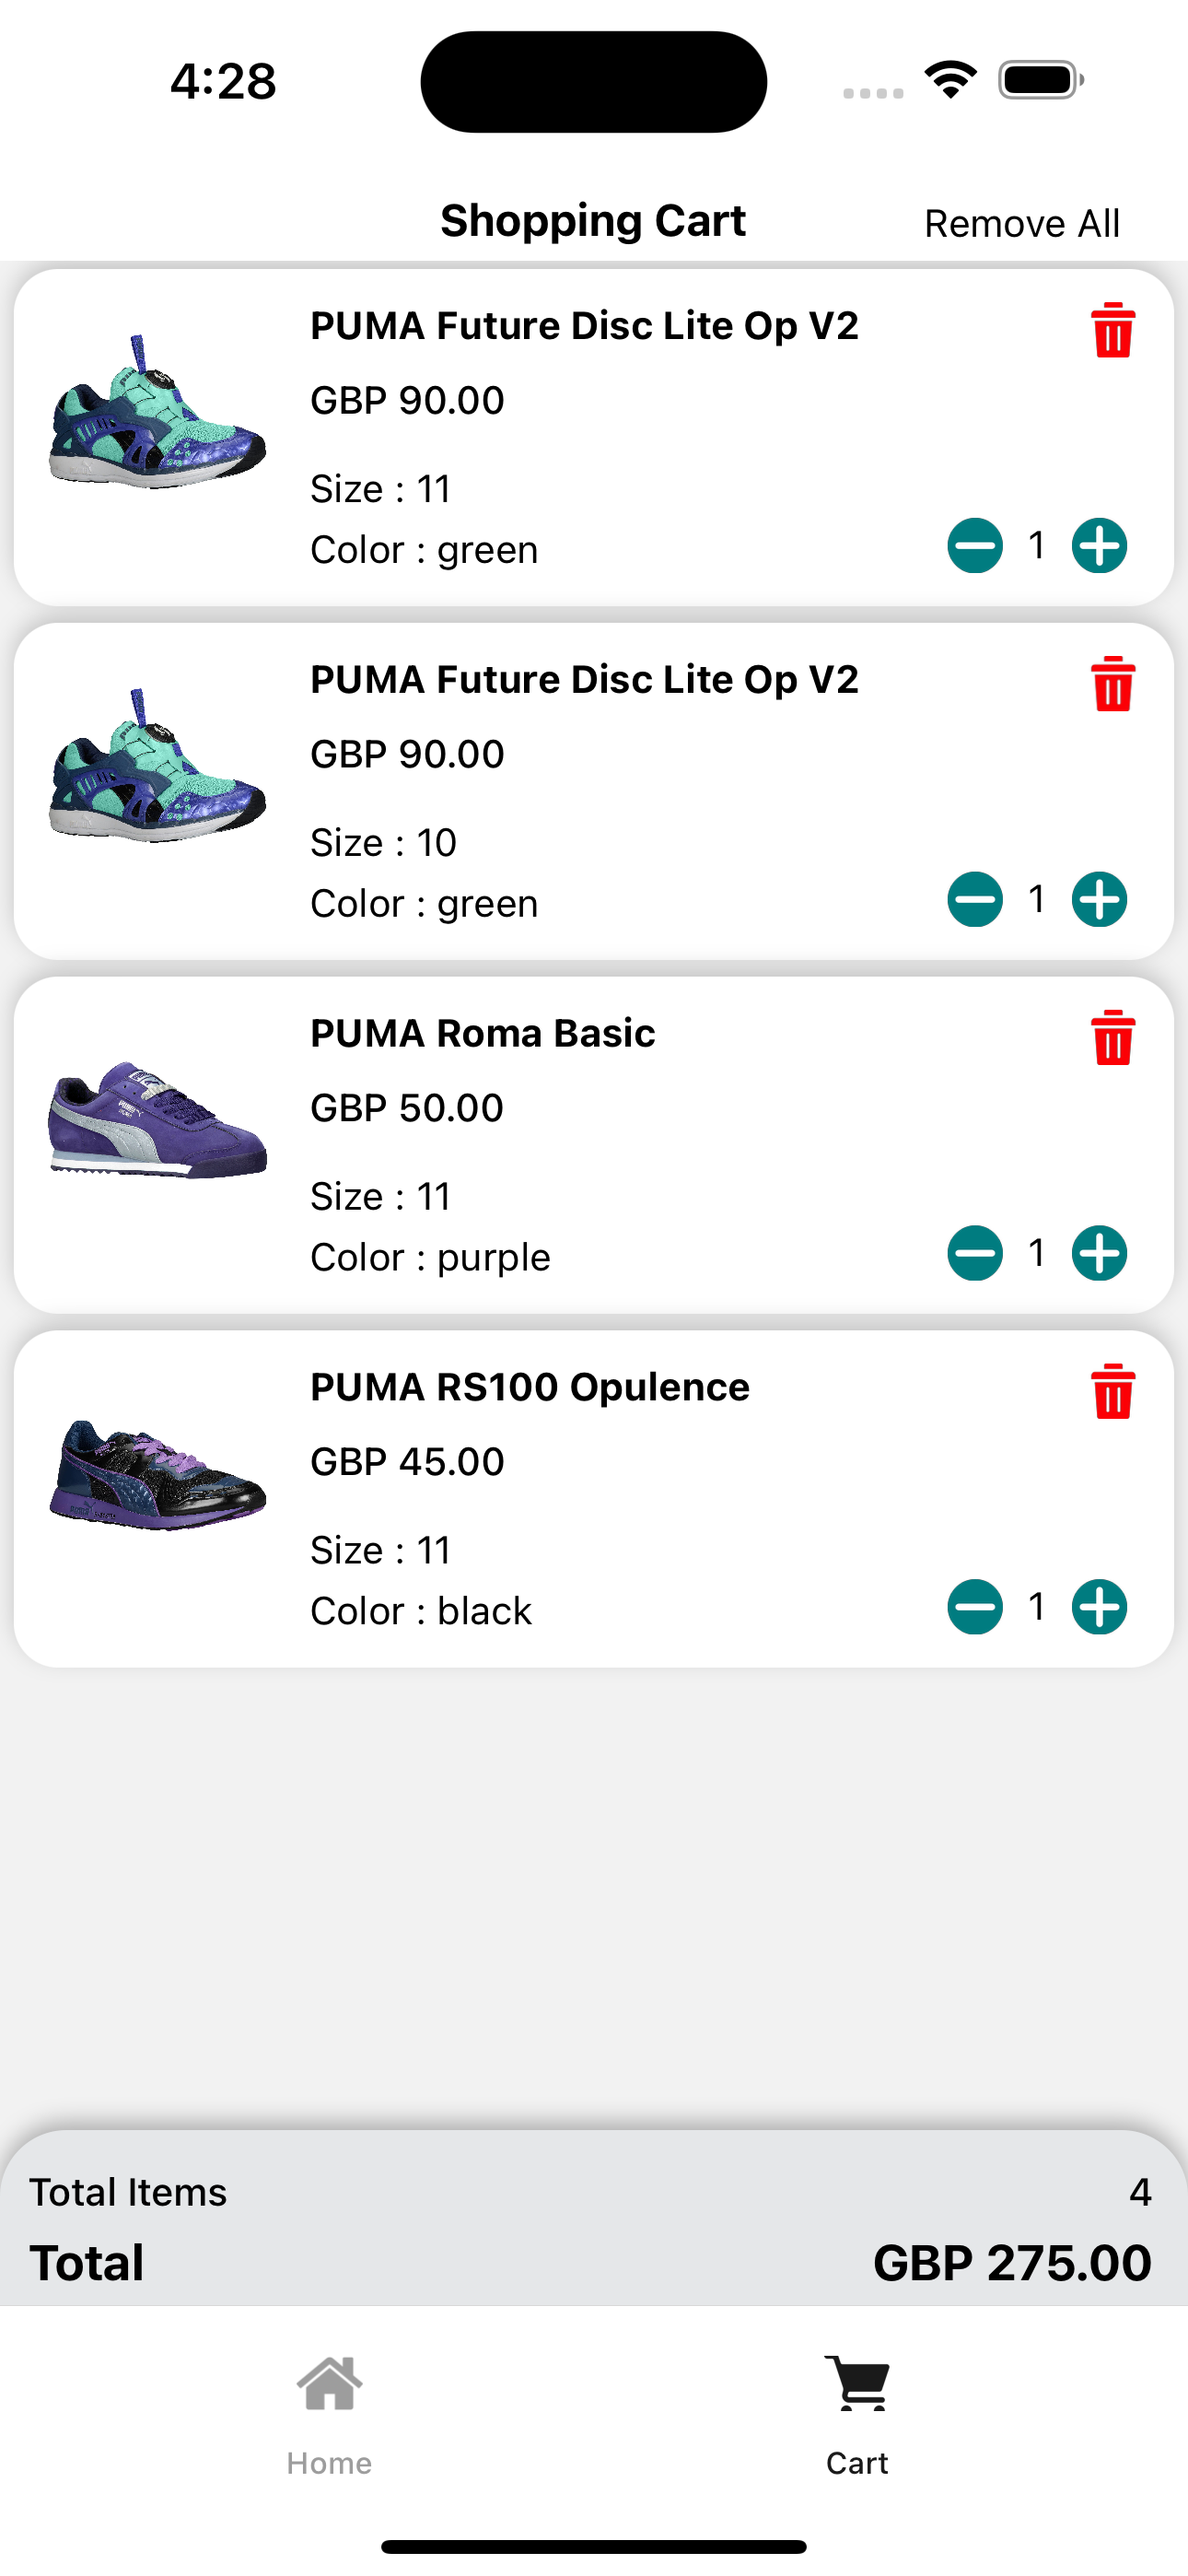 4:28
Shopping Cart
Remove All
PUMA Future Disc Lite Op V2
GBP 90.00
Size : 11
Color : green
1
PUMA Future Disc Lite Op V2
GBP 90.00
Size : 10
Color : green
1
PUMA Roma Basic
GBP 50.00
Size : 11
Color : purple
1
PUMA RS100 Opulence
GBP 45.00
Size : 11
Color : black
1
Total Items 4
Total GBP 275.00
Home
Cart